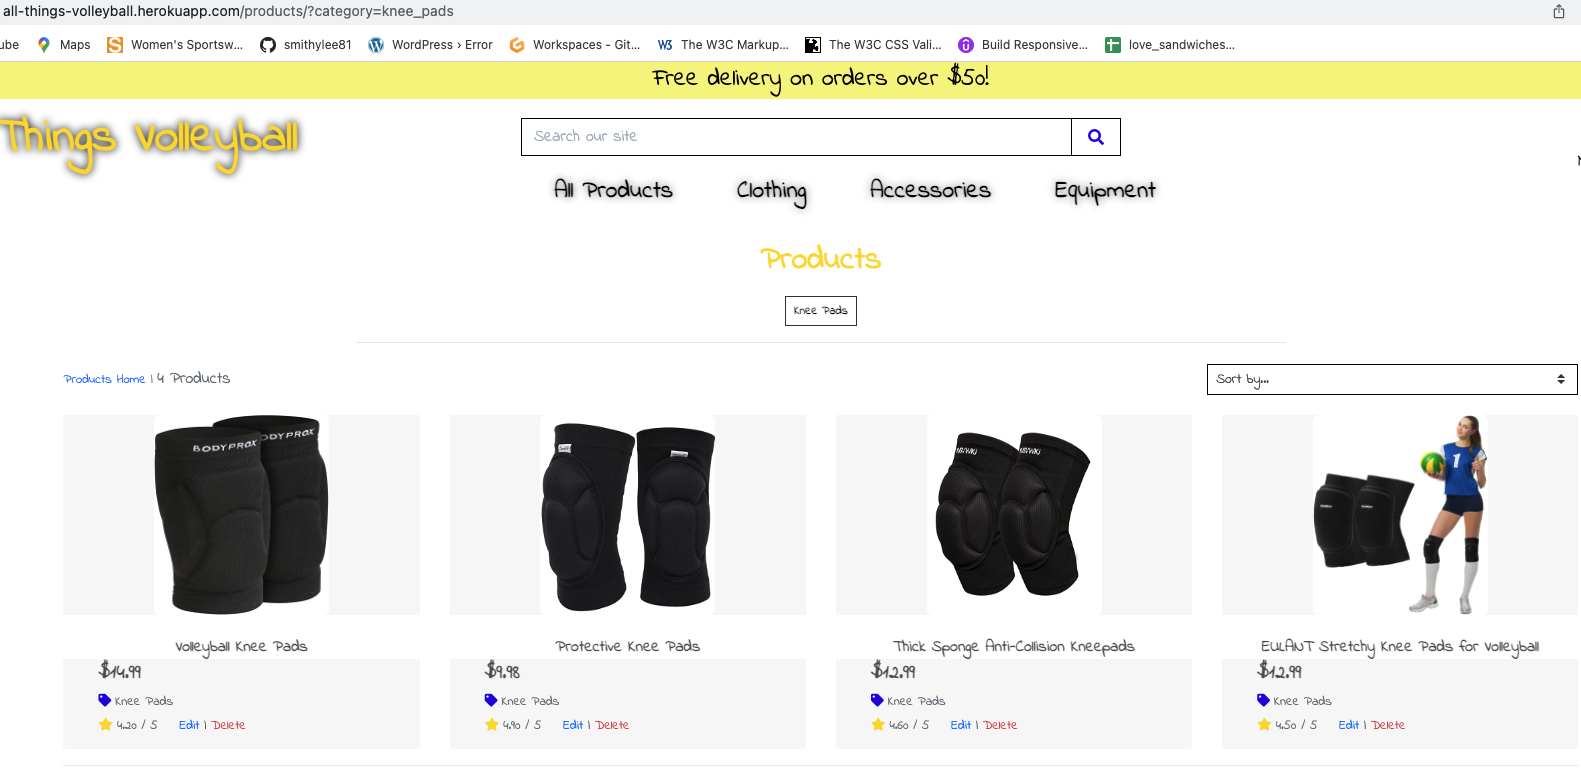 all-things-volleyball.herokuapp.com/products/?category=knee_pads
ube Maps Women's Sportsw... smithylee81 WordPress › Error Workspaces - Git... The W3C Markup... The W3C CSS Vali... Build Responsive... love_sandwiches...
Free delivery on orders over $50!
Things Volleyball
Search our site
All Products Clothing Accessories Equipment
Products
Knee Pads
Products Home | 4 Products
Sort by...
BODYPROX
ODYPROX
1
Volleyball Knee Pads Protective Knee Pads Thick Sponge Anti-Collision Kneepads EULANT Stretchy Knee Pads for Volleyball
$14.99 $9.98 $12.99 $12.99
Knee Pads Knee Pads Knee Pads Knee Pads
4.20 / 5 Edit | Delete 4.90 / 5 Edit | Delete 4.60 / 5 Edit | Delete 4.50 / 5 Edit | Delete